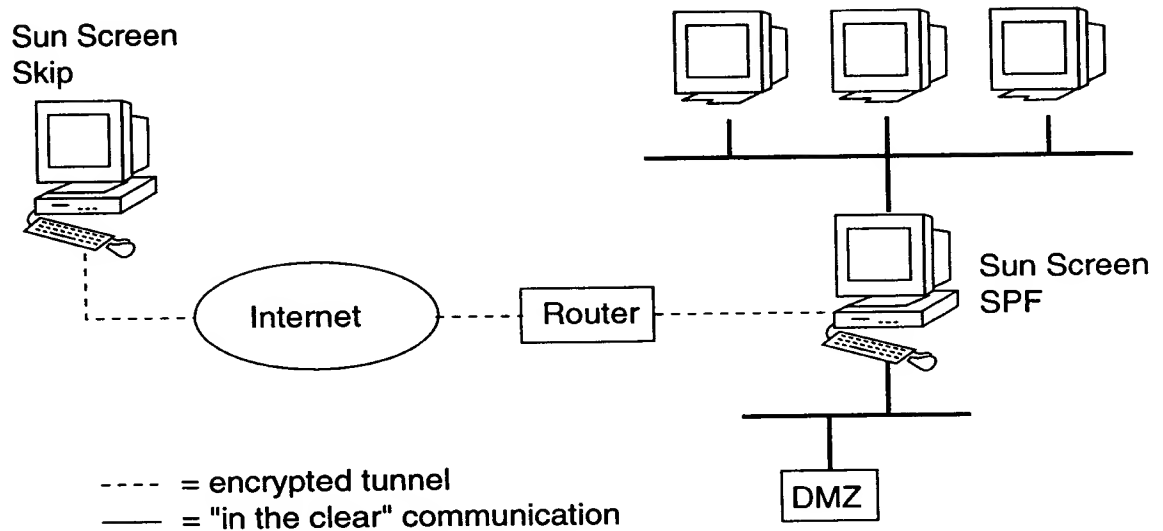 Sun Screen
Skip
Internet
Router
Sun Screen
SPF
DMZ
---- = encrypted tunnel
—— = "in the clear" communication